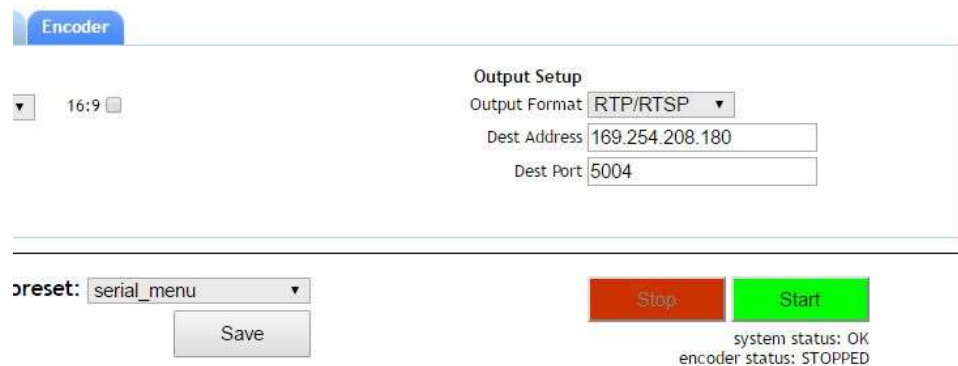 Encoder
Output Setup
16:9
Output Format RTP/RTSP
Dest Address 169.254.208.180
Dest Port 5004
preset: serial_menu
Stop Start
Save
system status: OK
encoder status: STOPPED